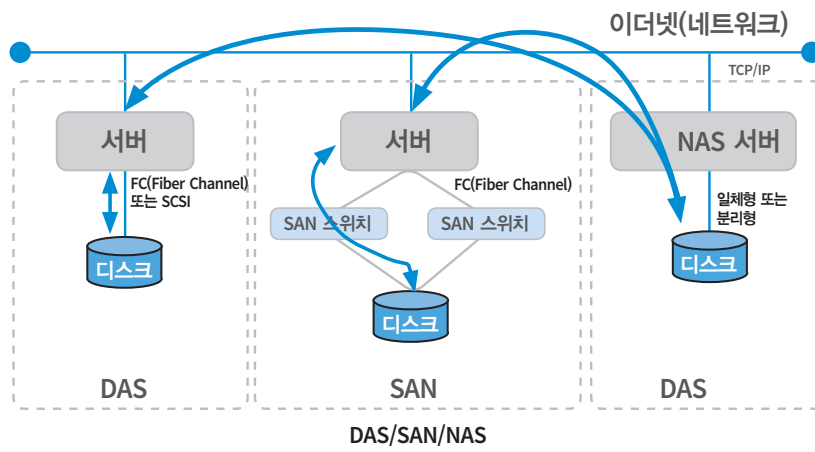 이더넷(네트워크)
TCP/IP
서버
서버
NAS 서버
FC(Fiber Channel)
또는 SCSI
FC(Fiber Channel)
일체형 또는
분리형
SAN 스위치
SAN 스위치
디스크
디스크
디스크
DAS
SAN
DAS
DAS/SAN/NAS